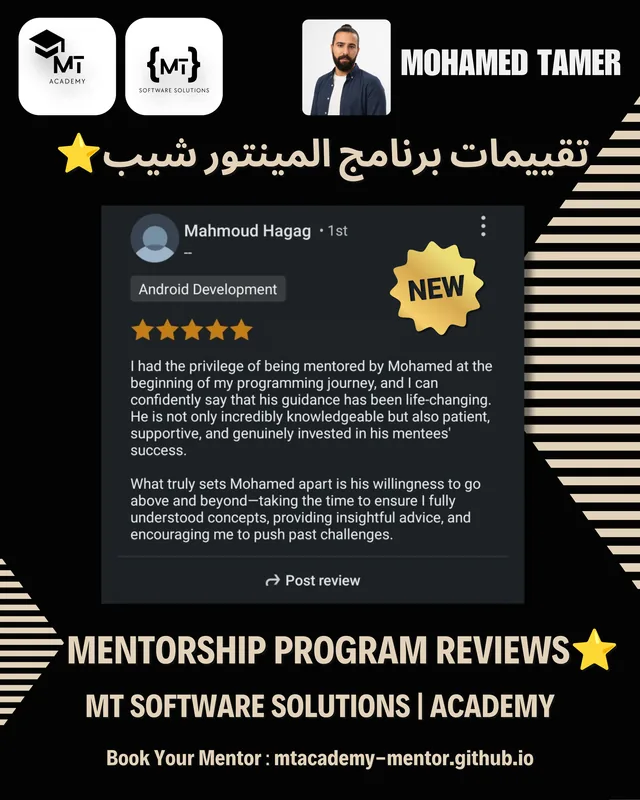 MT
ACADEMY
{MT}
SOFTWARE SOLUTIONS
MOHAMED TAMER
تقييمات برنامج المينتور شيب
Mahmoud Hagag • 1st
--
Android Development
NEW
I had the privilege of being mentored by Mohamed at the
beginning of my programming journey, and I can
confidently say that his guidance has been life-changing.
He is not only incredibly knowledgeable but also patient,
supportive, and genuinely invested in his mentees'
success.
What truly sets Mohamed apart is his willingness to go
above and beyond—taking the time to ensure I fully
understood concepts, providing insightful advice, and
encouraging me to push past challenges.
Post review
MENTORSHIP PROGRAM REVIEWS
MT SOFTWARE SOLUTIONS | ACADEMY
Book Your Mentor : mtacademy-mentor.github.io